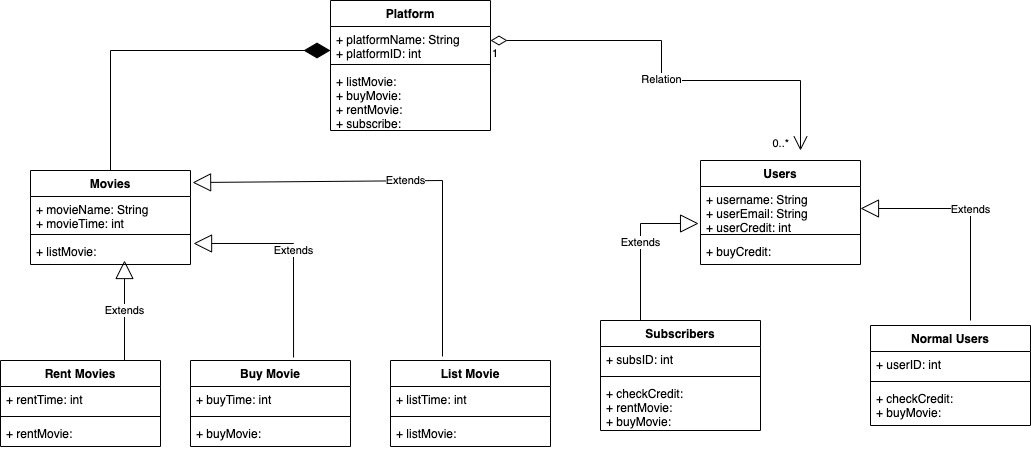 Platform
+ platformName: String
+ platformID: int
+ listMovie:
+ buyMovie:
+ rentMovie:
+ subscribe:
1
Relation
0..*
Movies
+ movieName: String
+ movieTime: int
+ listMovie:
Extends
Extends
Extends
Users
+ username: String
+ userEmail: String
+ userCredit: int
+ buyCredit:
Extends
Extends
Rent Movies
+ rentTime: int
+ rentMovie:
Buy Movie
+ buyTime: int
+ buyMovie:
List Movie
+ listTime: int
+ listMovie:
Subscribers
+ subsID: int
+ checkCredit:
+ rentMovie:
+ buyMovie:
Normal Users
+ userID: int
+ checkCredit:
+ buyMovie: